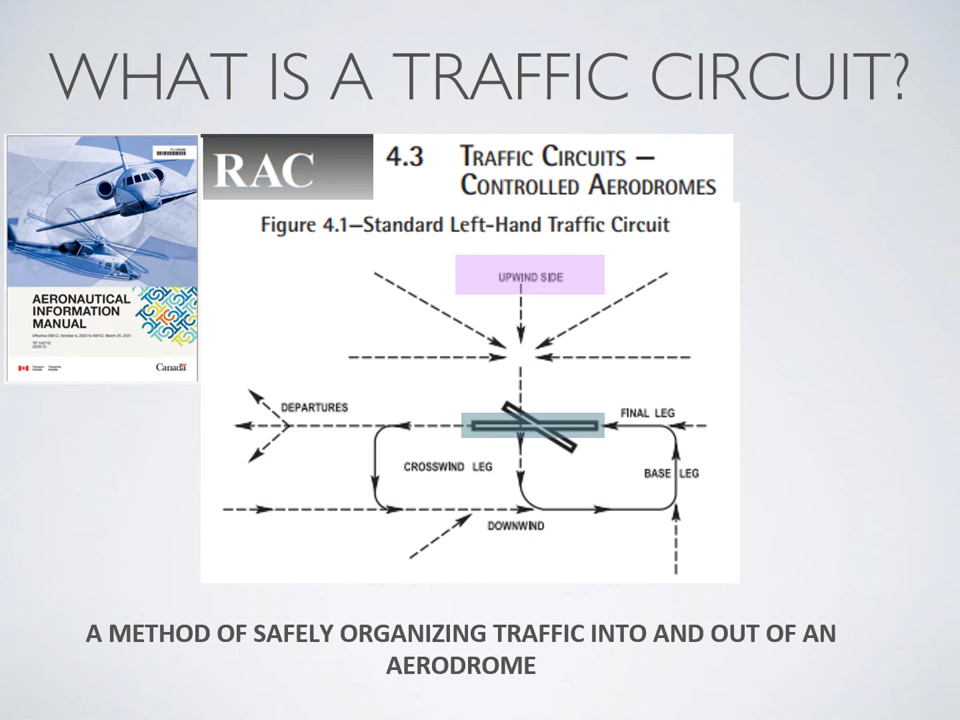 WHAT IS A TRAFFIC CIRCUIT?
RAC
4.3 TRAFFIC CIRCUITS —
CONTROLLED AERODROMES
Figure 4.1—Standard Left-Hand Traffic Circuit
UPWIND SIDE
AERONAUTICAL
INFORMATION
MANUAL
Canada
DEPARTURES
FINAL LEG
CROSSWIND LEG
BASE LEG
DOWNWIND
A METHOD OF SAFELY ORGANIZING TRAFFIC INTO AND OUT OF AN
AERODROME